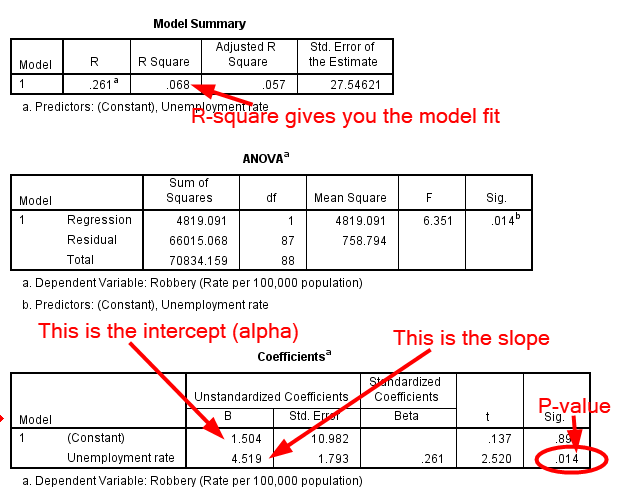 Model Summary
Model R R Square Adjusted R Square Std. Error of the Estimate
1 .261a .068 .057 27.54621
a. Predictors: (Constant), Unemployment rate
R-square gives you the model fit
ANOVAa
Model Sum of Squares df Mean Square F Sig.
1 Regression 4819.091 1 4819.091 6.351 .014b
Residual 66015.068 87 758.794
Total 70834.159 88
a. Dependent Variable: Robbery (Rate per 100,000 population)
b. Predictors: (Constant), Unemployment rate
This is the intercept (alpha)
This is the slope
Coefficientsa
Model Unstandardized Coefficients Standardized Coefficients t Sig.
B Std. Error Beta
P-value
1 (Constant) 1.504 10.982 .137
Unemployment rate 4.519 1.793 .261 2.520 .014
a. Dependent Variable: Robbery (Rate per 100,000 population)